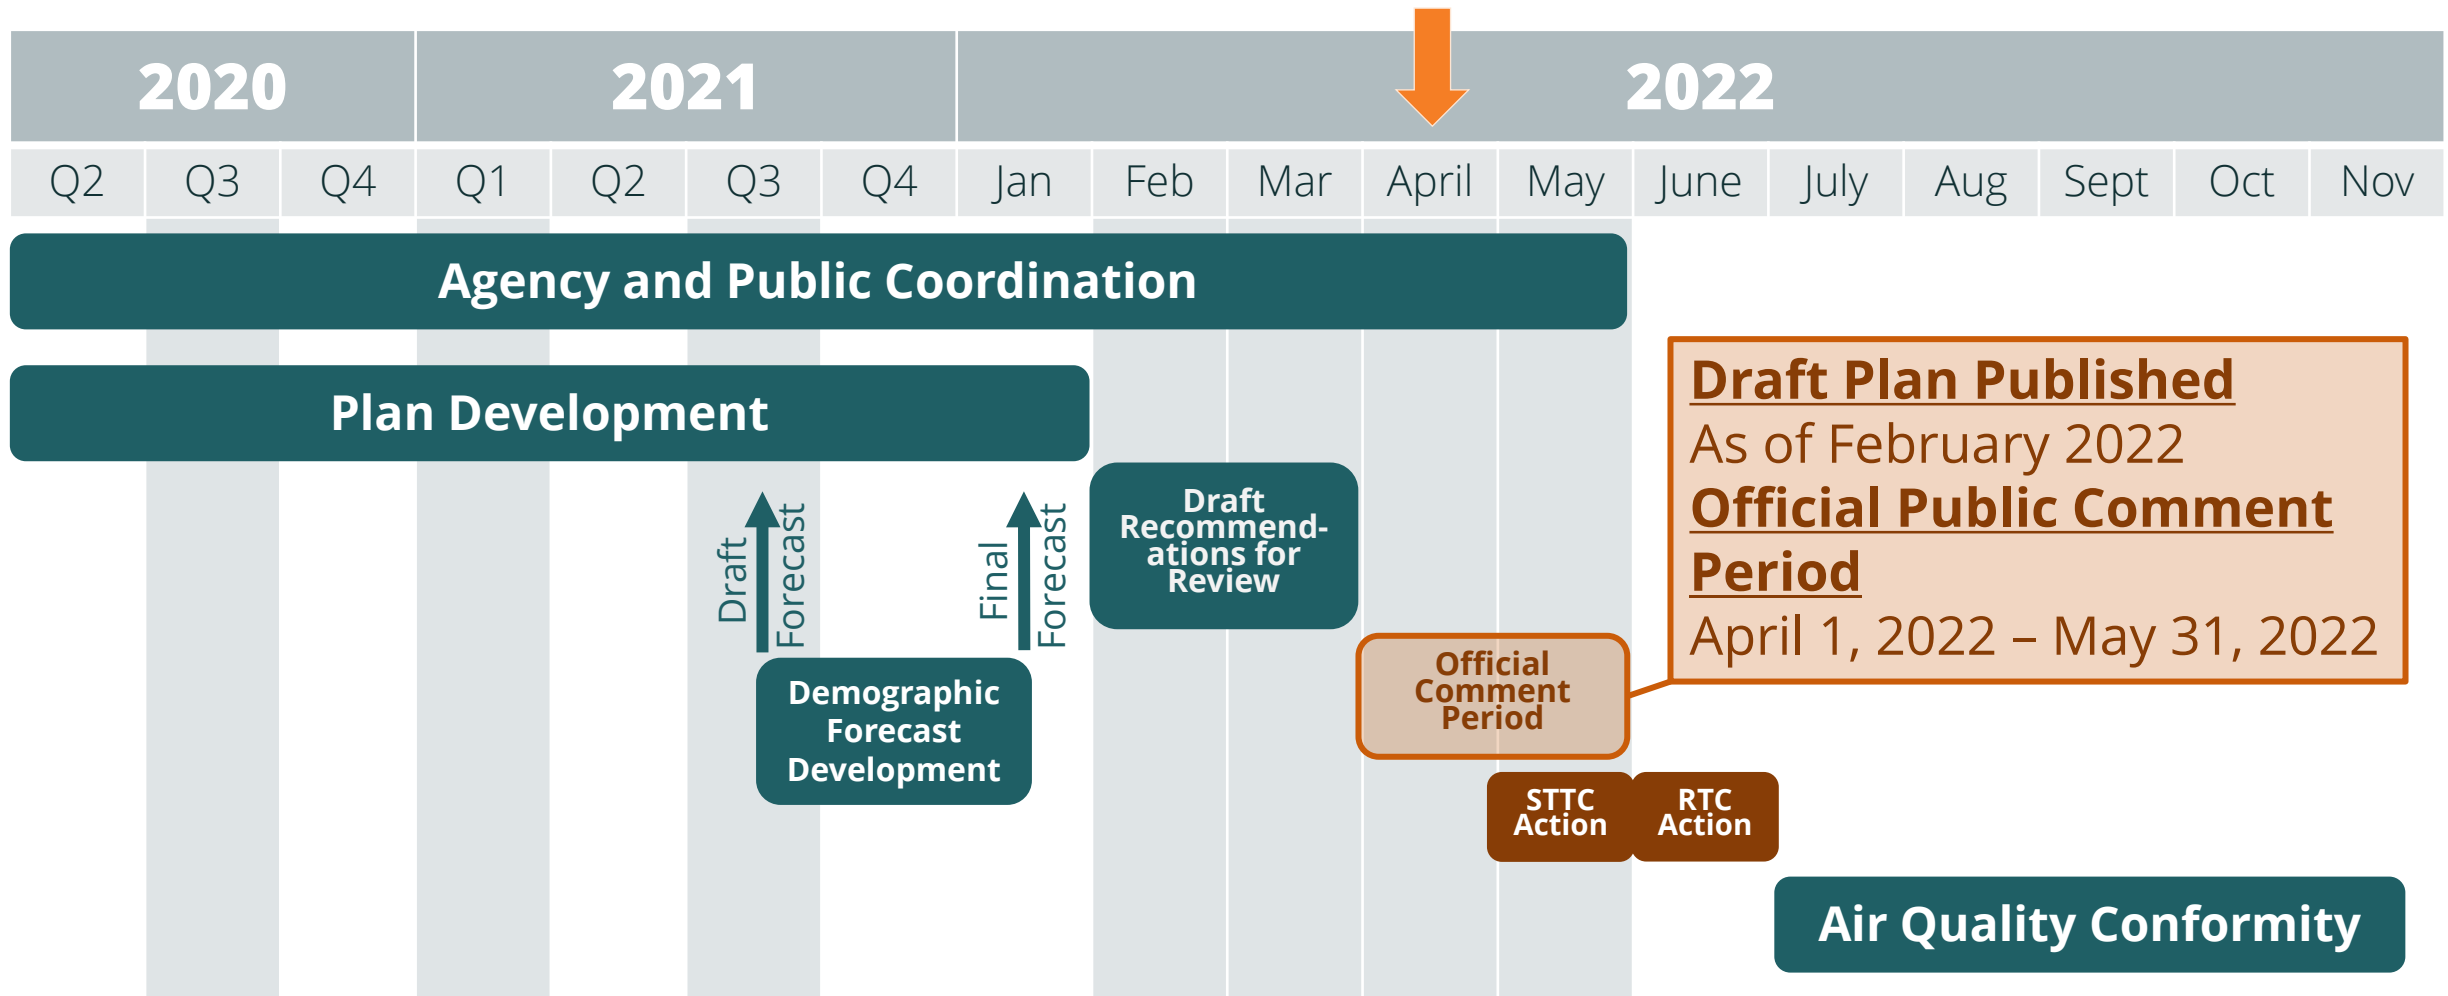 2020 2021 2022
Q2 Q3 Q4 Q1 Q2 Q3 Q4 Jan Feb Mar April May June July Aug Sept Oct Nov
Agency and Public Coordination
Plan Development
Draft
Forecast
Final
Forecast
Draft
Recommend-
ations for
Review
Draft Plan Published
As of February 2022
Official Public Comment
Period
April 1, 2022 – May 31, 2022
Official
Comment
Period
Demographic
Forecast
Development
STTC
Action
RTC
Action
Air Quality Conformity